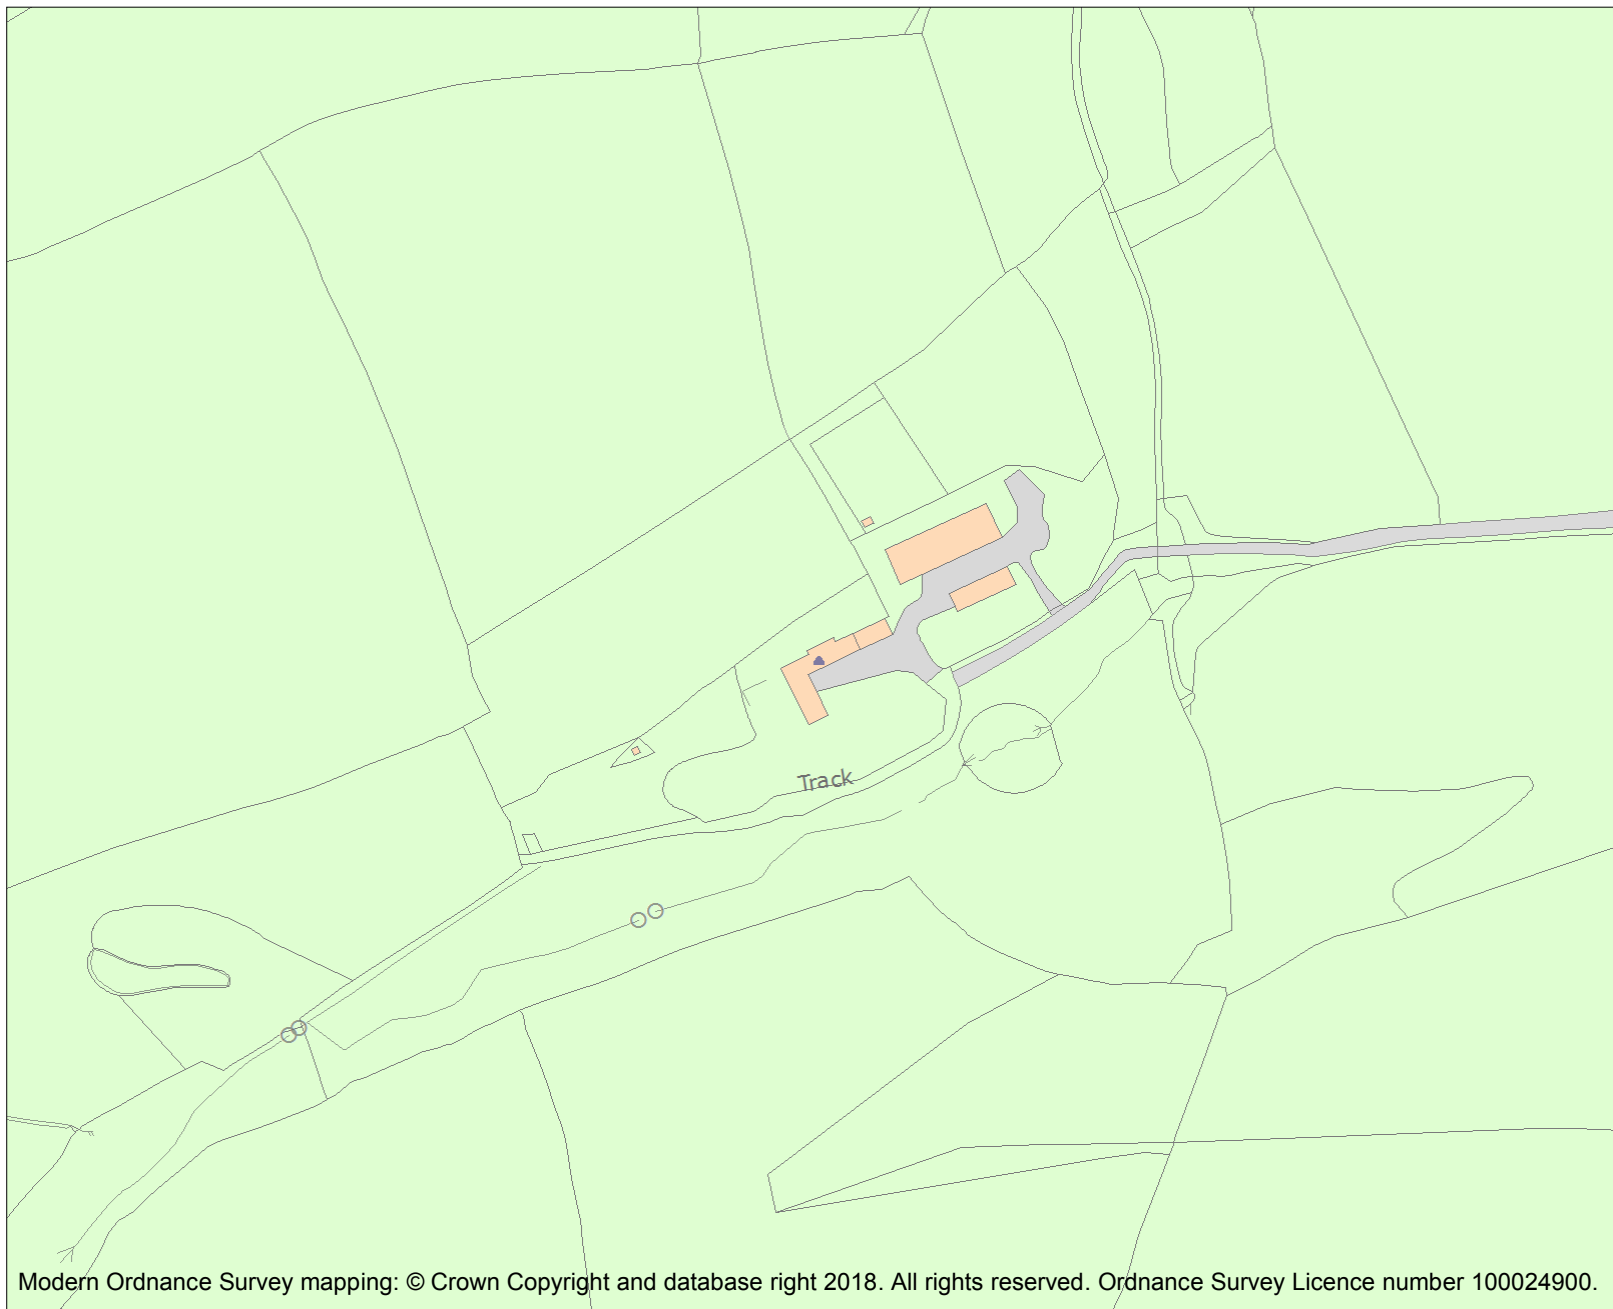 Track
Modern Ordnance Survey mapping: © Crown Copyright and database right 2018. All rights reserved. Ordnance Survey Licence number 100024900.